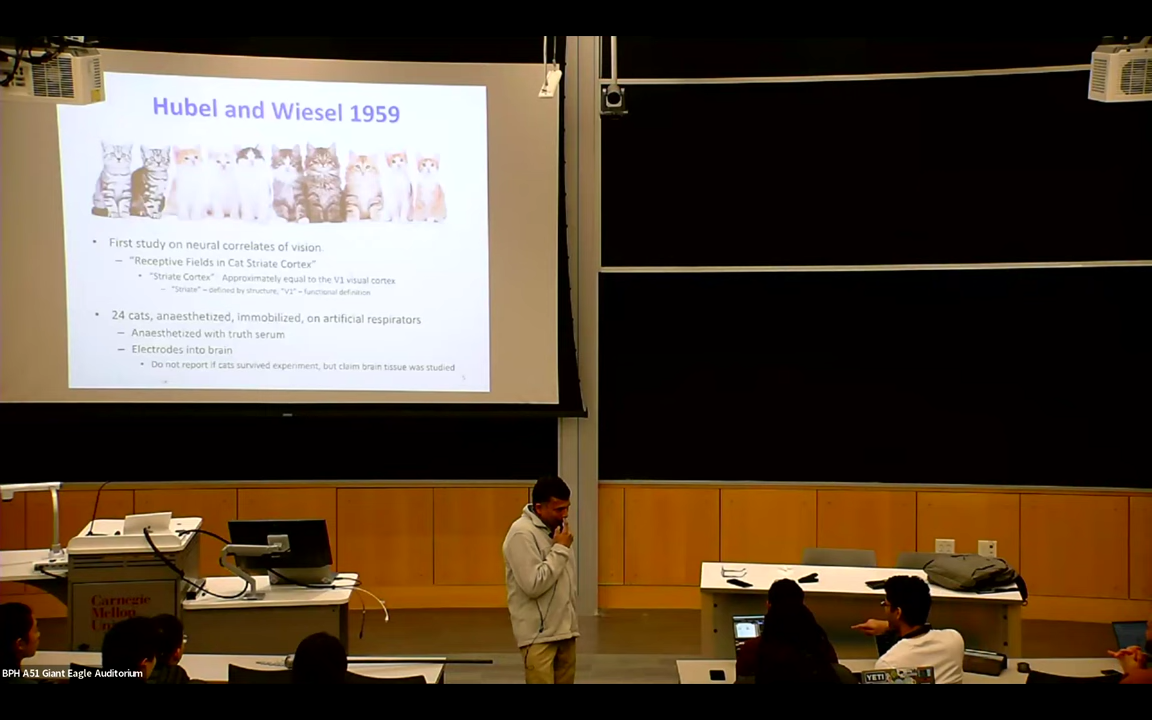 Hubel and Wiesel 1959
• First study on neural correlates of vision.
– "Receptive Fields in Cat Striate Cortex"
• "Striate Cortex" Approximately equal to the V1 visual cortex
– "Striate" – defined by structure, "V1" – functional definition
• 24 cats, anaesthetized, immobilized, on artificial respirators
– Anaesthetized with truth serum
– Electrodes into brain
• Do not report if cats survived experiment, but claim brain tissue was studied
5
Carnegie
Mellon
YETI
BPH A51 Giant Eagle Auditorium